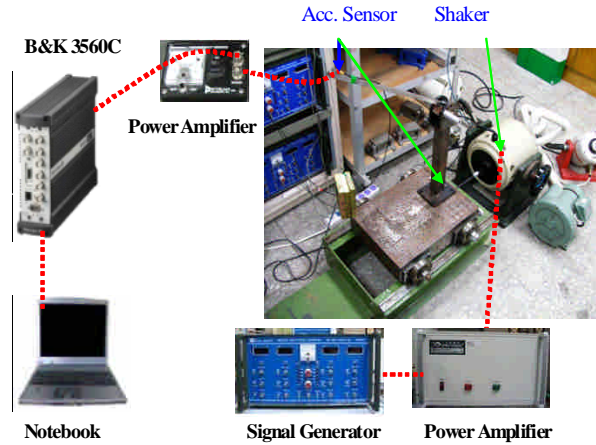 Acc. Sensor
Shaker
B&K 3560C
Power Amplifier
Notebook
Signal Generator
Power Amplifier